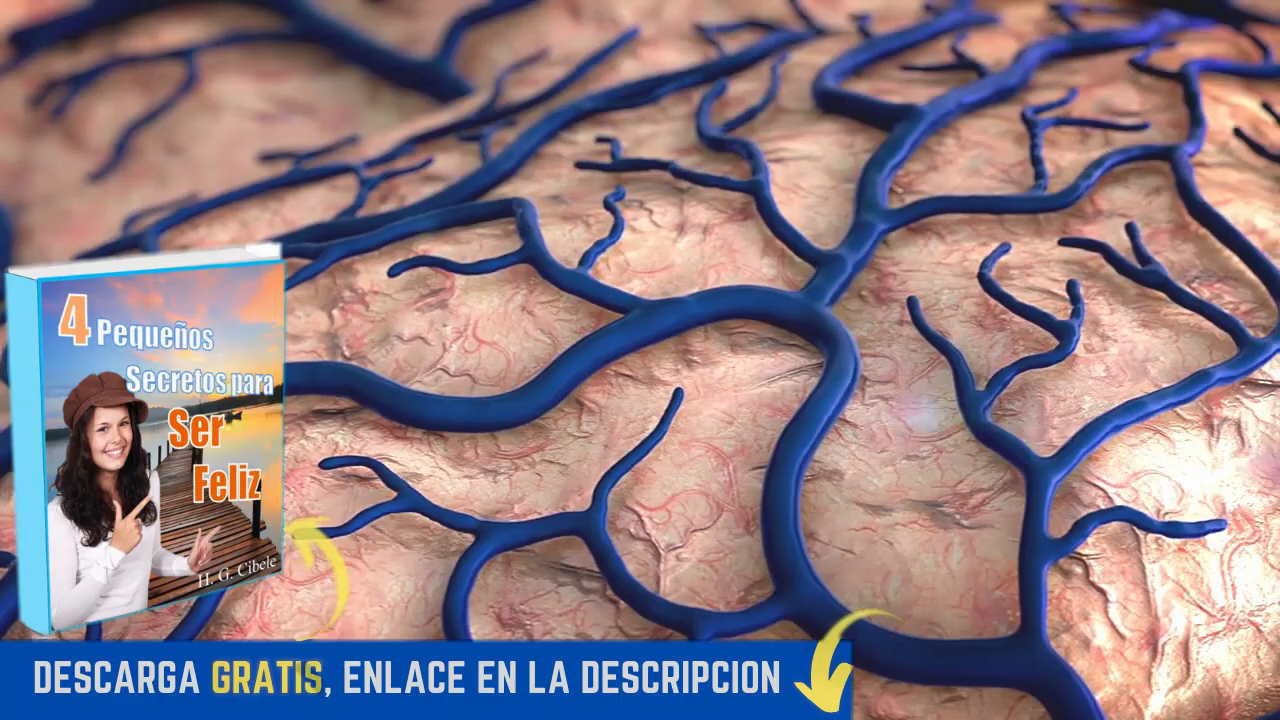 4 Pequeños
Secretos para
Ser
Feliz
H. G. Cibele
DESCARGA GRATIS, ENLACE EN LA DESCRIPCION